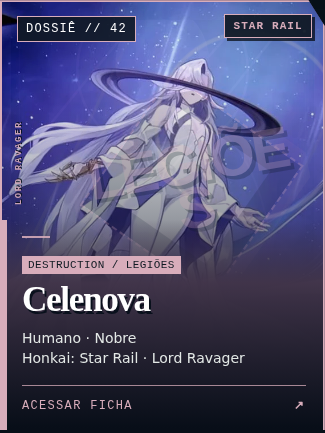 DOSSIÊ // 42
STAR RAIL
LORD RAVAGER
DESTRUCTION / LEGIÕES
Celenova
Humano · Nobre
Honkai: Star Rail · Lord Ravager
ACESSAR FICHA ↗